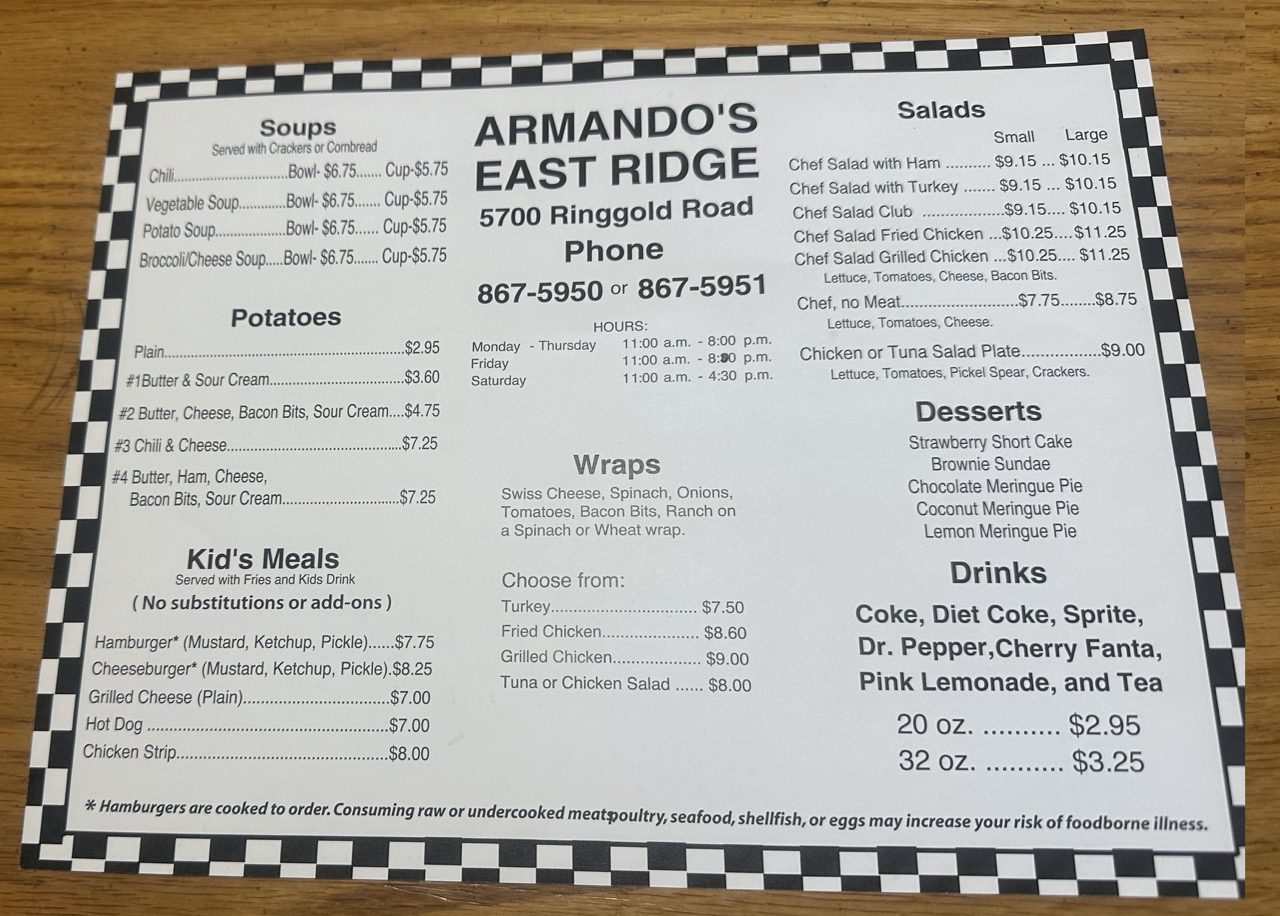 Soups
Served with Crackers or Cornbread
Chili..............................Bowl- $6.75....... Cup-$5.75
Vegetable Soup............Bowl- $6.75....... Cup-$5.75
Potato Soup..................Bowl- $6.75...... Cup-$5.75
Broccoli/Cheese Soup.....Bowl- $6.75....... Cup-$5.75
Potatoes
Plain..............................................................$2.95
#1Butter & Sour Cream...................................$3.60
#2 Butter, Cheese, Bacon Bits, Sour Cream....$4.75
#3 Chili & Cheese............................................$7.25
#4 Butter, Ham, Cheese,
Bacon Bits, Sour Cream.............................$7.25
Kid's Meals
Served with Fries and Kids Drink
( No substitutions or add-ons )
Hamburger* (Mustard, Ketchup, Pickle)......$7.75
Cheeseburger* (Mustard, Ketchup, Pickle).$8.25
Grilled Cheese (Plain)..................................$7.00
Hot Dog ........................................................$7.00
Chicken Strip.................................................$8.00
ARMANDO'S
EAST RIDGE
5700 Ringgold Road
Phone
867-5950 or 867-5951
HOURS:
Monday - Thursday 11:00 a.m. - 8:00 p.m.
Friday 11:00 a.m. - p.m.
Saturday 11:00 a.m. - 4:30 p.m.
Wraps
Swiss Cheese, Spinach, Onions,
Tomatoes, Bacon Bits, Ranch on
a Spinach or Wheat wrap.
Choose from:
Turkey.............................. $7.50
Fried Chicken.................... $8.60
Grilled Chicken.................. $9.00
Tuna or Chicken Salad ...... $8.00
Salads
Small Large
Chef Salad with Ham .......... $9.15 ... $10.15
Chef Salad with Turkey ....... $9.15 ... $10.15
Chef Salad Club ..................$9.15.... $10.15
Chef Salad Fried Chicken ...$10.25....$11.25
Chef Salad Grilled Chicken ...$10.25.... $11.25
Lettuce, Tomatoes, Cheese, Bacon Bits.
Chef, no Meat........................$7.75.......$8.75
Lettuce, Tomatoes, Cheese.
Chicken or Tuna Salad Plate................$9.00
Lettuce, Tomatoes, Pickel Spear, Crackers.
Desserts
Strawberry Short Cake
Brownie Sundae
Chocolate Meringue Pie
Coconut Meringue Pie
Lemon Meringue Pie
Drinks
Coke, Diet Coke, Sprite,
Dr. Pepper,Cherry Fanta,
Pink Lemonade, and Tea
20 oz. .......... $2.95
32 oz. .......... $3.25
* Hamburgers are cooked to order. Consuming raw or undercooked meats,poultry, seafood, shellfish, or eggs may increase your risk of foodborne illness.